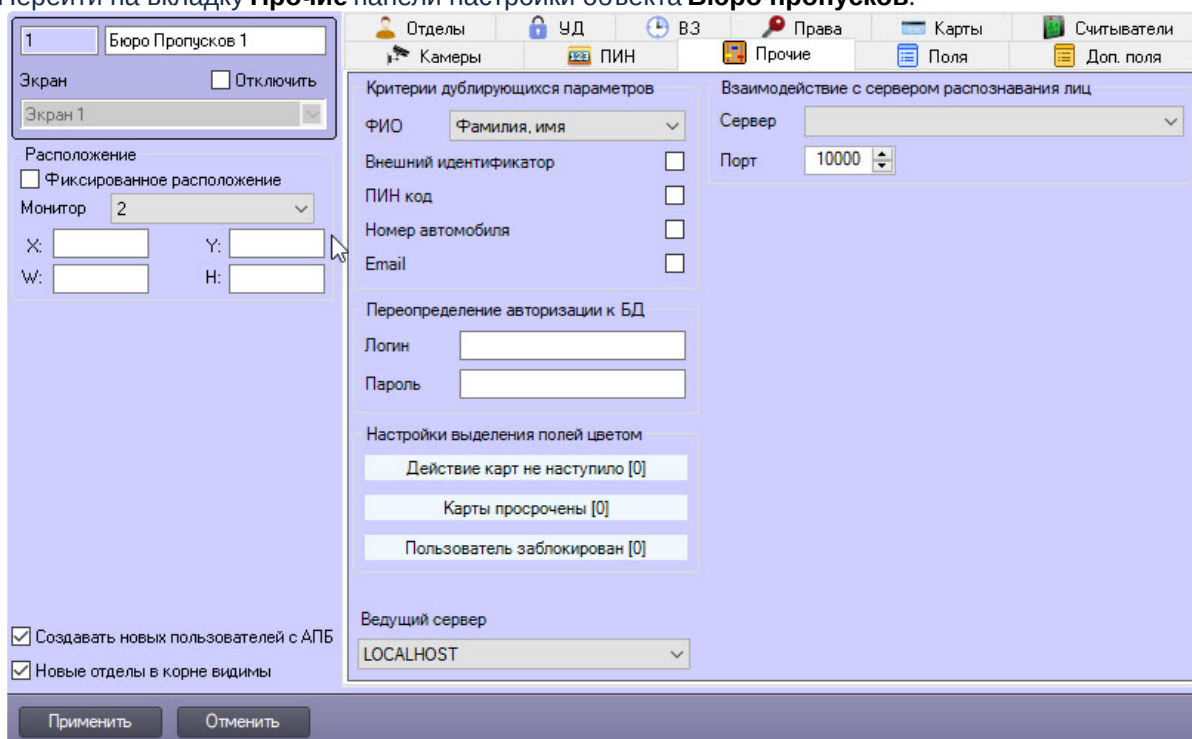 Перейти на вкладку Прочие панели настройки объекта Бюро пропусков.
1 Бюро Пропусков 1
Экран Отключить
Экран 1
Расположение
Фиксированное расположение
Монитор 2
X: Y:
W: H:
Создавать новых пользователей с АПБ
Новые отделы в корне видимы
Отделы УД ВЗ Права Карты Считыватели
Камеры 123 ПИН Прочие Поля Доп. поля
Критерии дублирующихся параметров
ФИО Фамилия, имя
Внешний идентификатор
ПИН код
Номер автомобиля
Email
Переопределение авторизации к БД
Логин
Пароль
Настройки выделения полей цветом
Действие карт не наступило [0]
Карты просрочены [0]
Пользователь заблокирован [0]
Ведущий сервер
LOCALHOST
Взаимодействие с сервером распознавания лиц
Сервер
Порт 10000
Применить Отменить